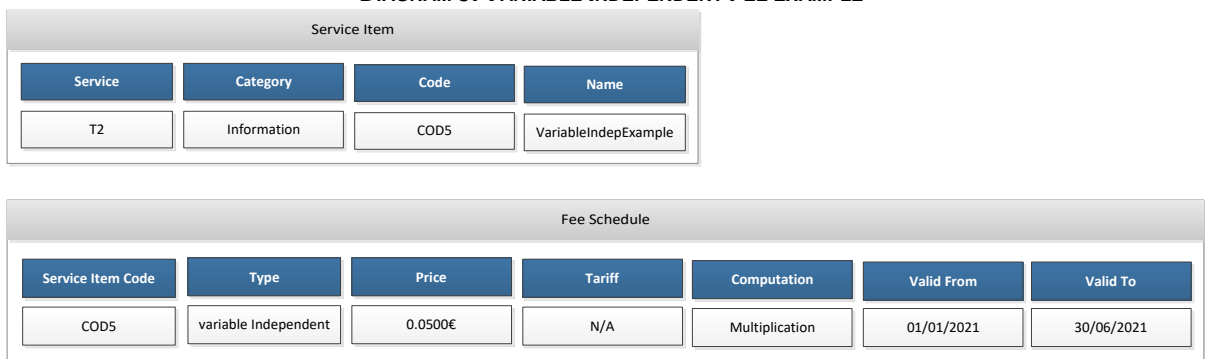 Service Item
Service Category Code Name
T2 Information COD5 VariableIndepExample
Fee Schedule
Service Item Code Type Price Tariff Computation Valid From Valid To
COD5 variable Independent 0.0500€ N/A Multiplication 01/01/2021 30/06/2021